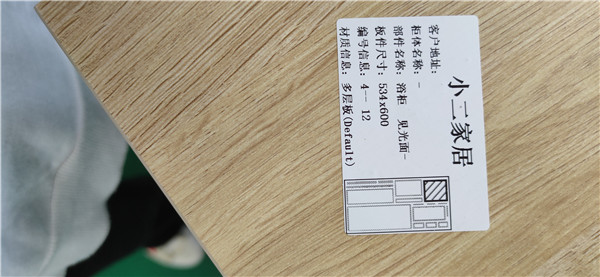 小二家居
客户地址：
柜体名称：-
部件名称：浴柜 见光面-
板件尺寸：534x600
编号信息：4-- 12
材质信息：多层板(Default)